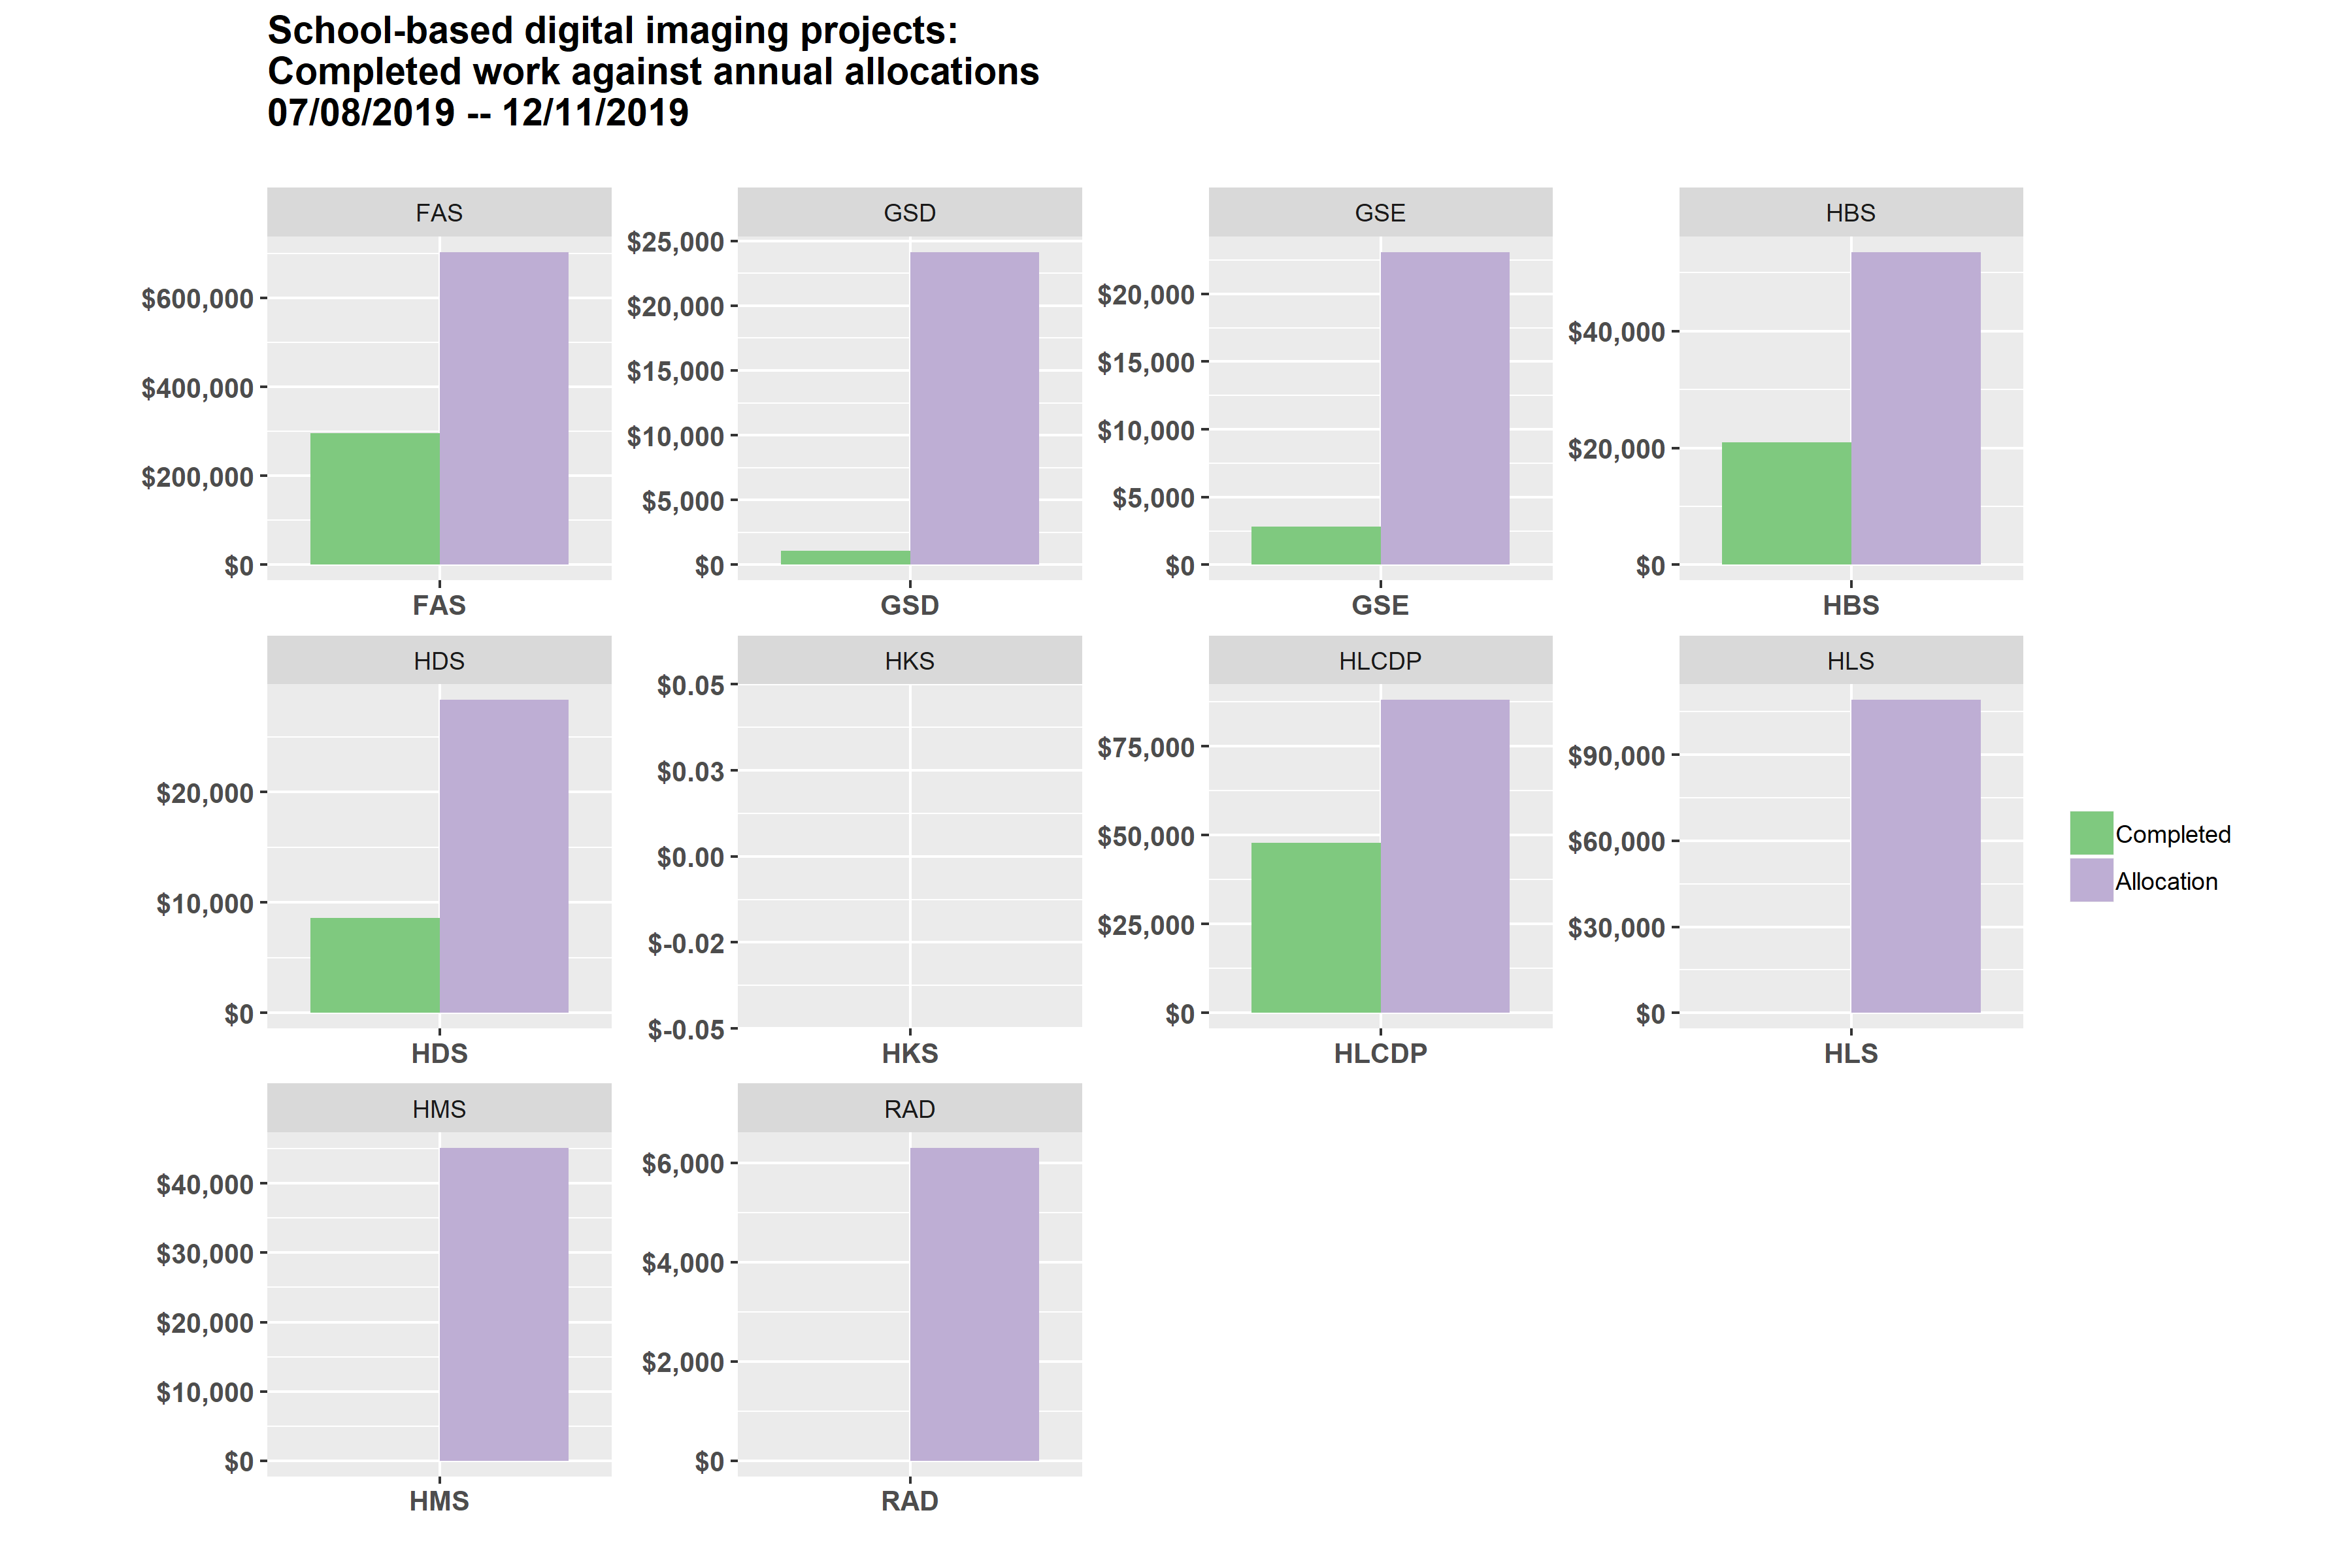 School-based digital imaging projects:
Completed work against annual allocations
07/08/2019 -- 12/11/2019
FAS
$600,000
$400,000
$200,000
$0
FAS
GSD
$25,000
$20,000
$15,000
$10,000
$5,000
$0
GSD
GSE
$20,000
$15,000
$10,000
$5,000
$0
GSE
HBS
$40,000
$20,000
$0
HBS
HDS
$20,000
$10,000
$0
HDS
HKS
$0.05
$0.03
$0.00
$-0.02
$-0.05
HKS
HLCDP
$75,000
$50,000
$25,000
$0
HLCDP
HLS
$90,000
$60,000
$30,000
$0
HLS
Completed
Allocation
HMS
$40,000
$30,000
$20,000
$10,000
$0
HMS
RAD
$6,000
$4,000
$2,000
$0
RAD